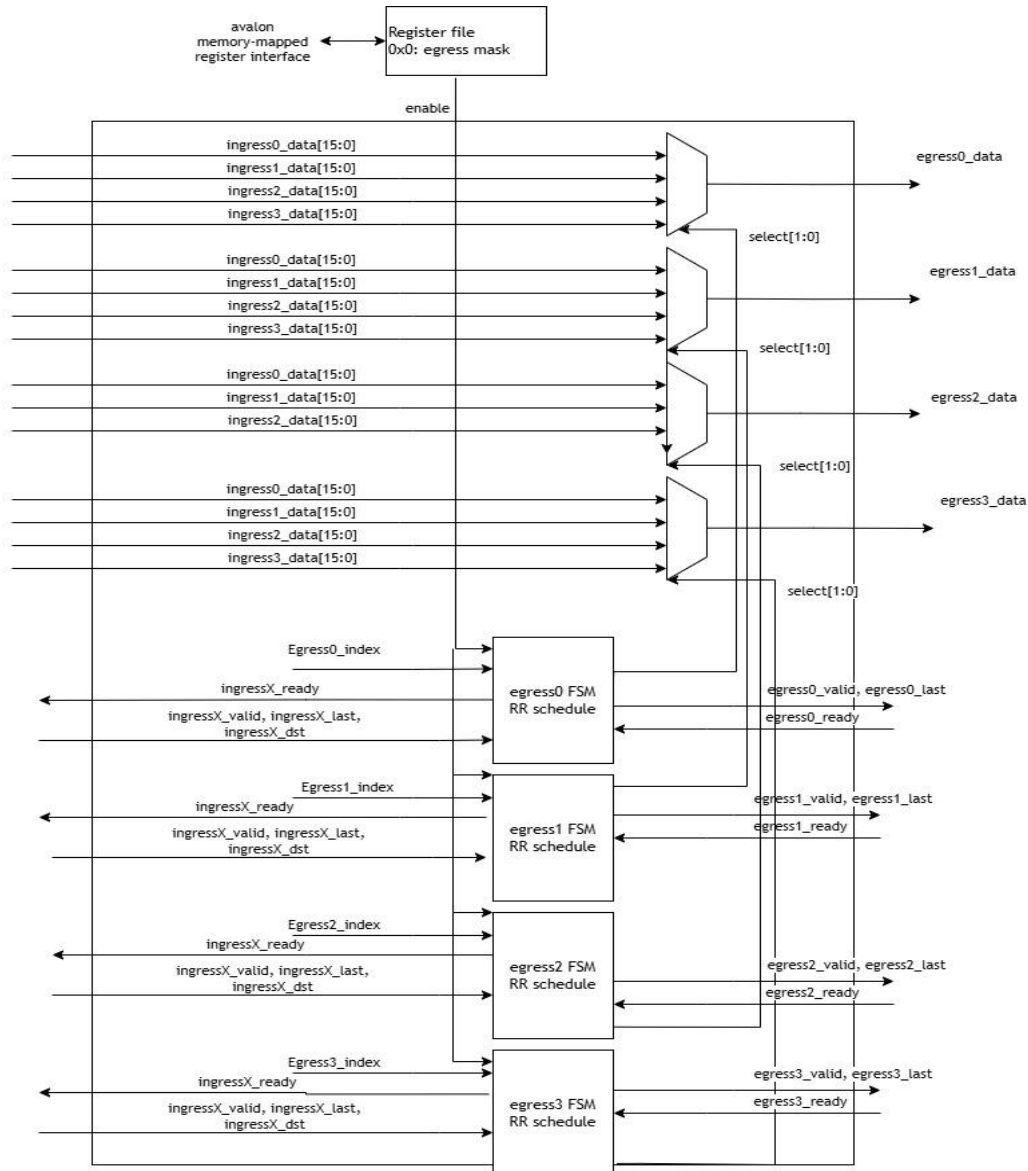 avalon
memory-mapped
register interface
Register file
0x0: egress mask
enable
ingress0_data[15:0]
ingress1_data[15:0]
ingress2_data[15:0]
ingress3_data[15:0]
egress0_data
select[1:0]
ingress0_data[15:0]
ingress1_data[15:0]
ingress2_data[15:0]
ingress3_data[15:0]
egress1_data
select[1:0]
ingress0_data[15:0]
ingress1_data[15:0]
ingress2_data[15:0]
egress2_data
select[1:0]
ingress0_data[15:0]
ingress1_data[15:0]
ingress2_data[15:0]
ingress3_data[15:0]
egress3_data
select[1:0]
Egress0_index
ingressX_ready
ingressX_valid, ingressX_last,
ingressX_dst
egress0 FSM
RR schedule
egress0_valid, egress0_last
egress0_ready
Egress1_index
ingressX_ready
ingressX_valid, ingressX_last,
ingressX_dst
egress1 FSM
RR schedule
egress1_valid, egress1_last
egress1_ready
Egress2_index
ingressX_ready
ingressX_valid, ingressX_last,
ingressX_dst
egress2 FSM
RR schedule
egress2_valid, egress2_last
egress2_ready
Egress3_index
ingressX_ready
ingressX_valid, ingressX_last,
ingressX_dst
egress3 FSM
RR schedule
egress3_valid, egress3_last
egress3_ready